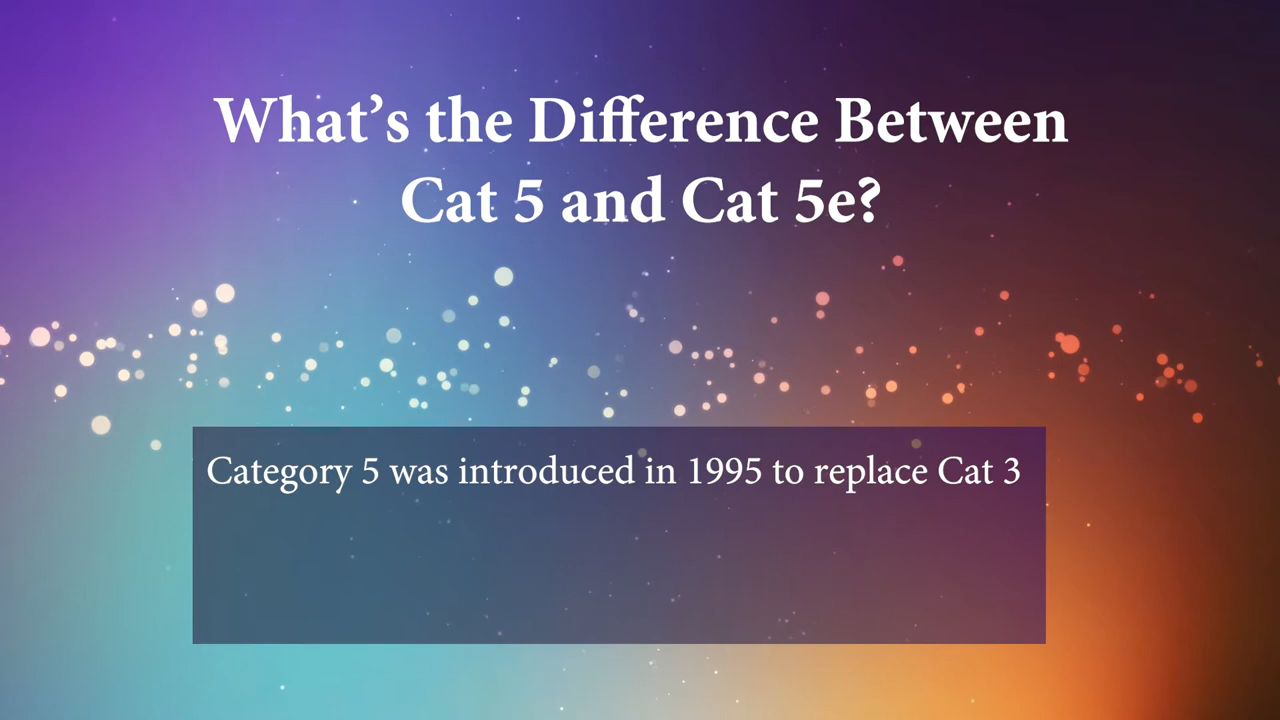 What’s the Difference Between
Cat 5 and Cat 5e?
Category 5 was introduced in 1995 to replace Cat 3